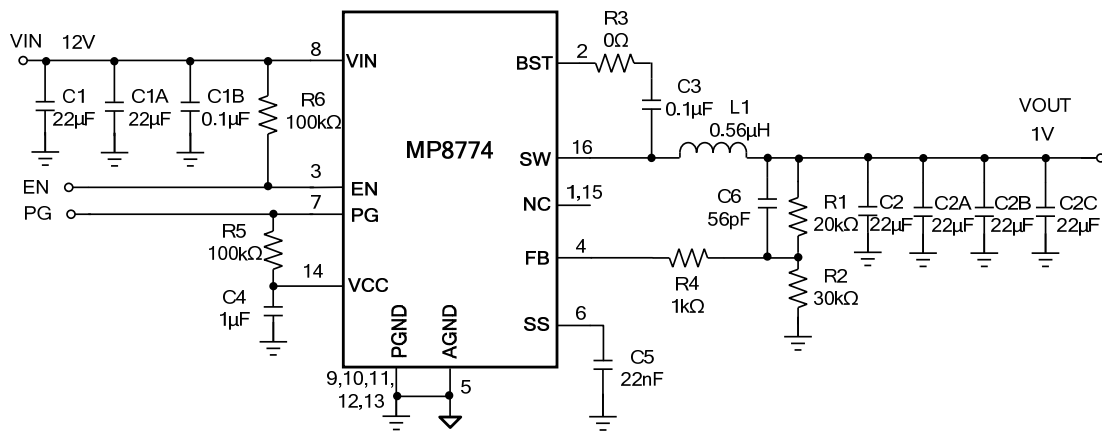 VIN 12V
C1
22μF
C1A
22μF
C1B
0.1μF
R6
100kΩ
EN
PG
R5
100kΩ
C4
1μF
8
3
7
14
VIN
EN
PG
VCC
MP8774
BST
SW
NC
FB
SS
PGND
AGND
9,10,11,
12,13
5
2
16
1,15
4
6
R3
0Ω
C3
0.1μF
L1
0.56μH
C6
56pF
R1
20kΩ
R4
1kΩ
R2
30kΩ
C5
22nF
C2
22μF
C2A
22μF
C2B
22μF
C2C
22μF
VOUT
1V